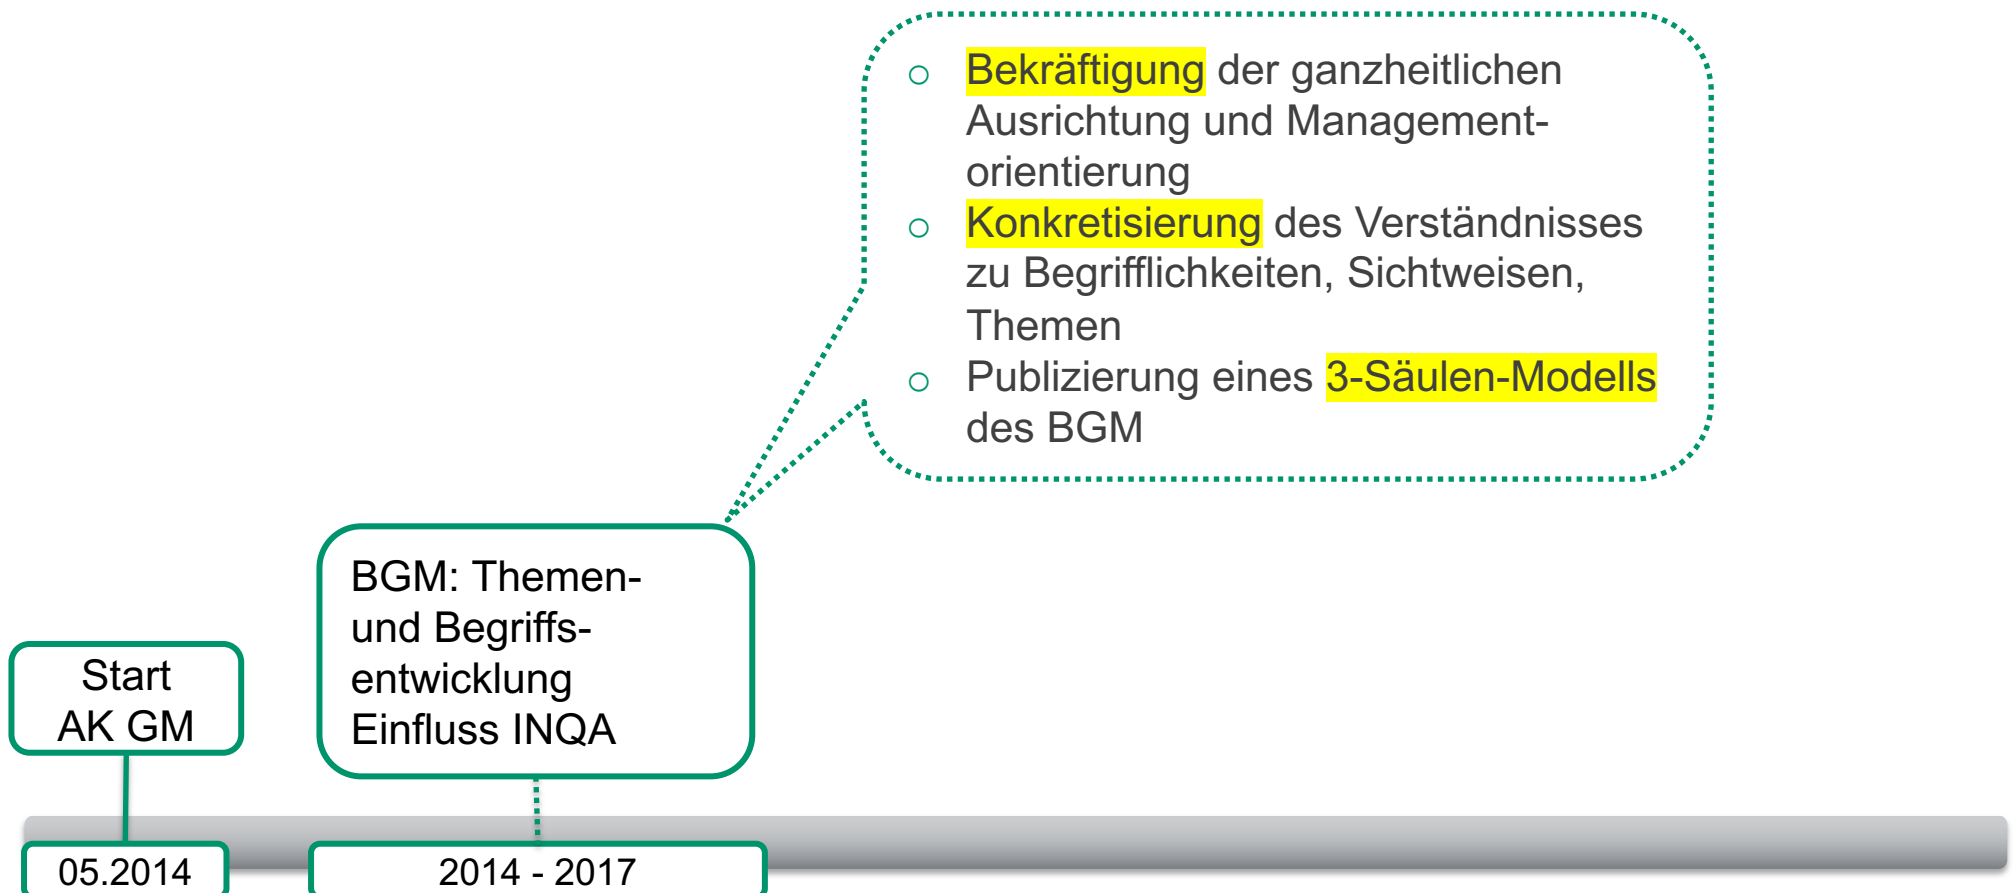 Bekräftigung der ganzheitlichen
Ausrichtung und Management-
orientierung
Konkretisierung des Verständnisses
zu Begrifflichkeiten, Sichtweisen,
Themen
Publizierung eines 3-Säulen-Modells
des BGM
BGM: Themen-
und Begriffs-
entwicklung
Einfluss INQA
Start
AK GM
05.2014
2014 - 2017